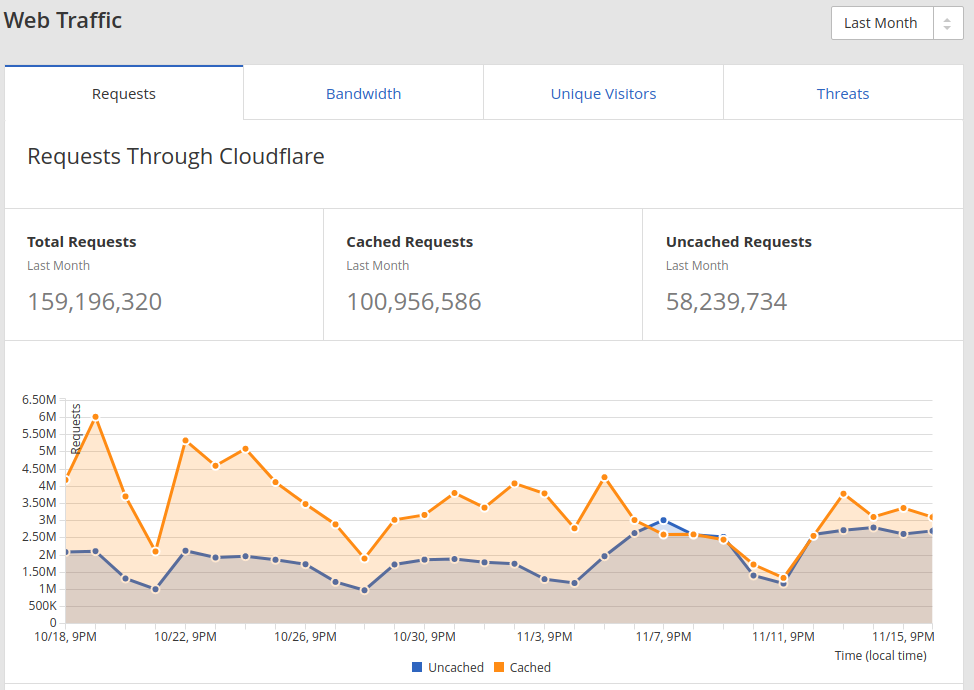 Web Traffic
Last Month
Requests Bandwidth Unique Visitors Threats
Requests Through Cloudflare
Total Requests Cached Requests Uncached Requests
Last Month Last Month Last Month
159,196,320 100,956,586 58,239,734
6.50M
Requests
6M
5.50M
5M
4.50M
4M
3.50M
3M
2.50M
2M
1.50M
1M
500K
0
10/18, 9PM 10/22, 9PM 10/26, 9PM 10/30, 9PM 11/3, 9PM 11/7, 9PM 11/11, 9PM 11/15, 9PM
Time (local time)
Uncached Cached